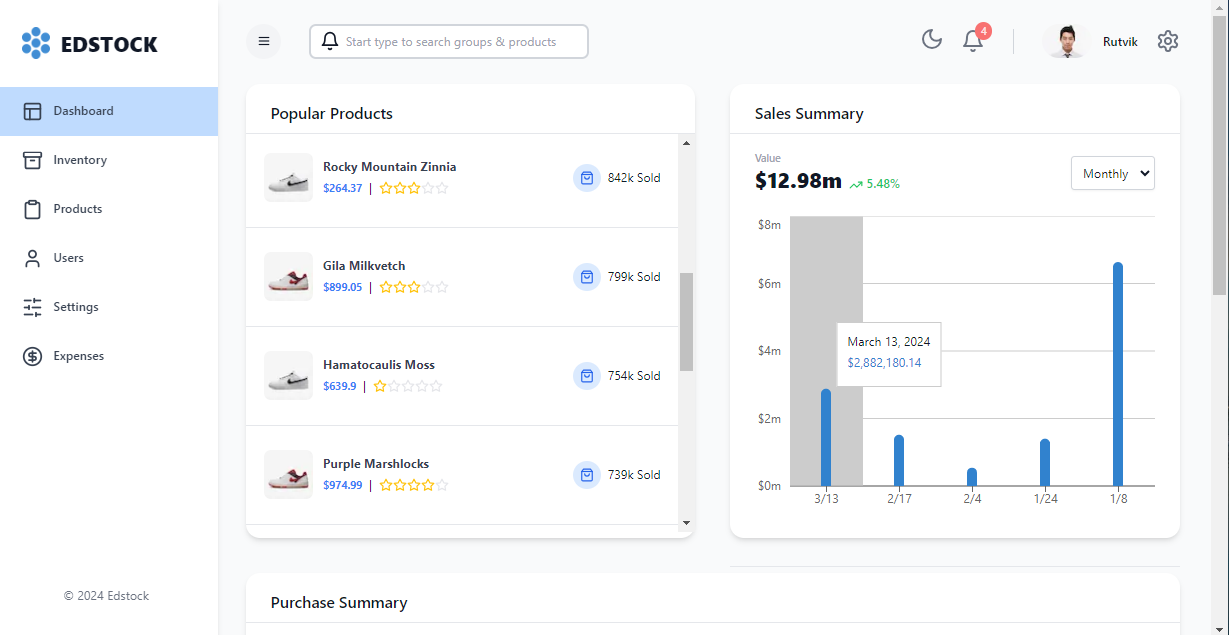 EDSTOCK
Start type to search groups & products
4
Rutvik
Dashboard
Inventory
Products
Users
Settings
Expenses
© 2024 Edstock
Popular Products
Rocky Mountain Zinnia
$264.37 |
842k Sold
Gila Milkvetch
$899.05 |
799k Sold
Hamatocaulis Moss
$639.9 |
754k Sold
Purple Marshlocks
$974.99 |
739k Sold
Sales Summary
Value
$12.98m 5.48%
Monthly
$8m
$6m
$4m
$2m
$0m
March 13, 2024
$2,882,180.14
3/13 2/17 2/4 1/24 1/8
Purchase Summary